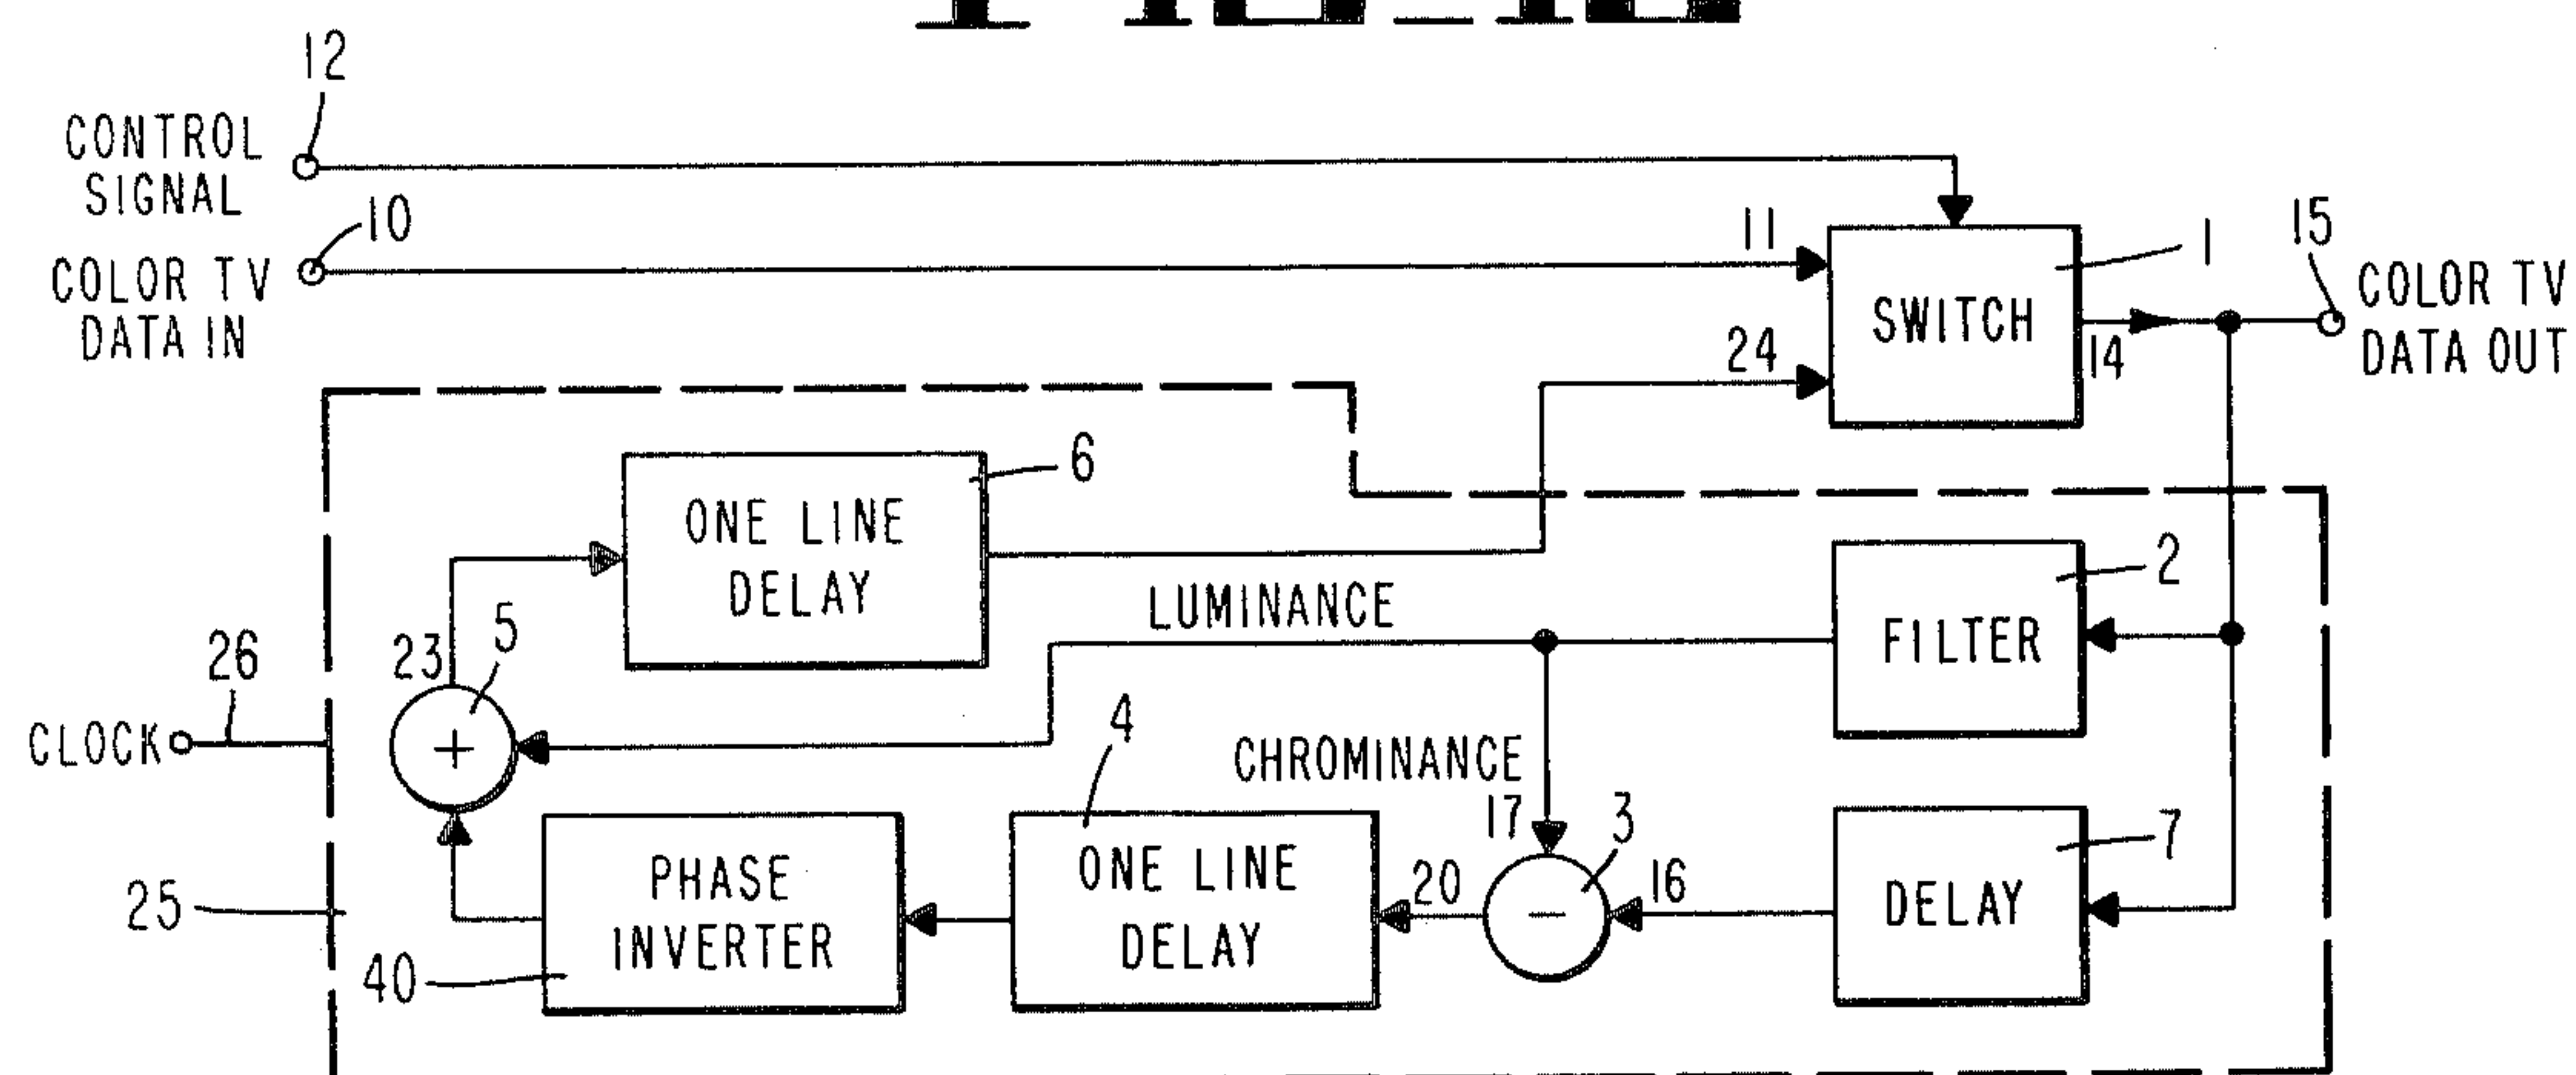 12
CONTROL
SIGNAL
10
COLOR TV
DATA IN
11
24
SWITCH
1
14
15
COLOR TV
DATA OUT
6
ONE LINE
DELAY
LUMINANCE
2
FILTER
23
5
+
26
CLOCK
4
CHROMINANCE
17
3
7
25
PHASE
INVERTER
40
ONE LINE
DELAY
20
−
16
DELAY